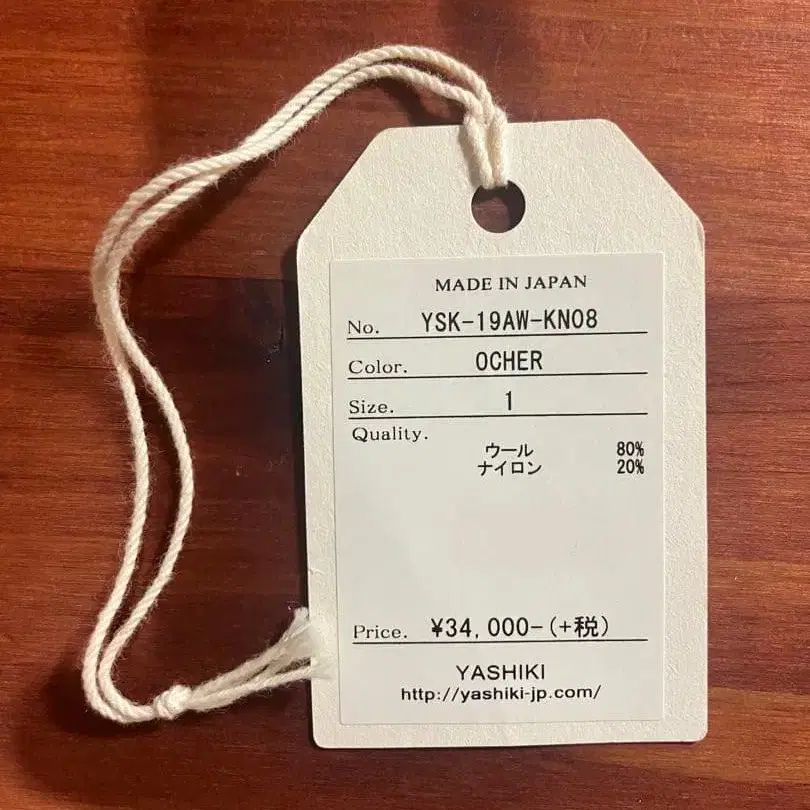 MADE IN JAPAN
No. YSK-19AW-KN08
Color. OCHER
Size. 1
Quality.
ウール 80%
ナイロン 20%
Price. ¥34,000-(+税)
YASHIKI
http://yashiki-jp.com/